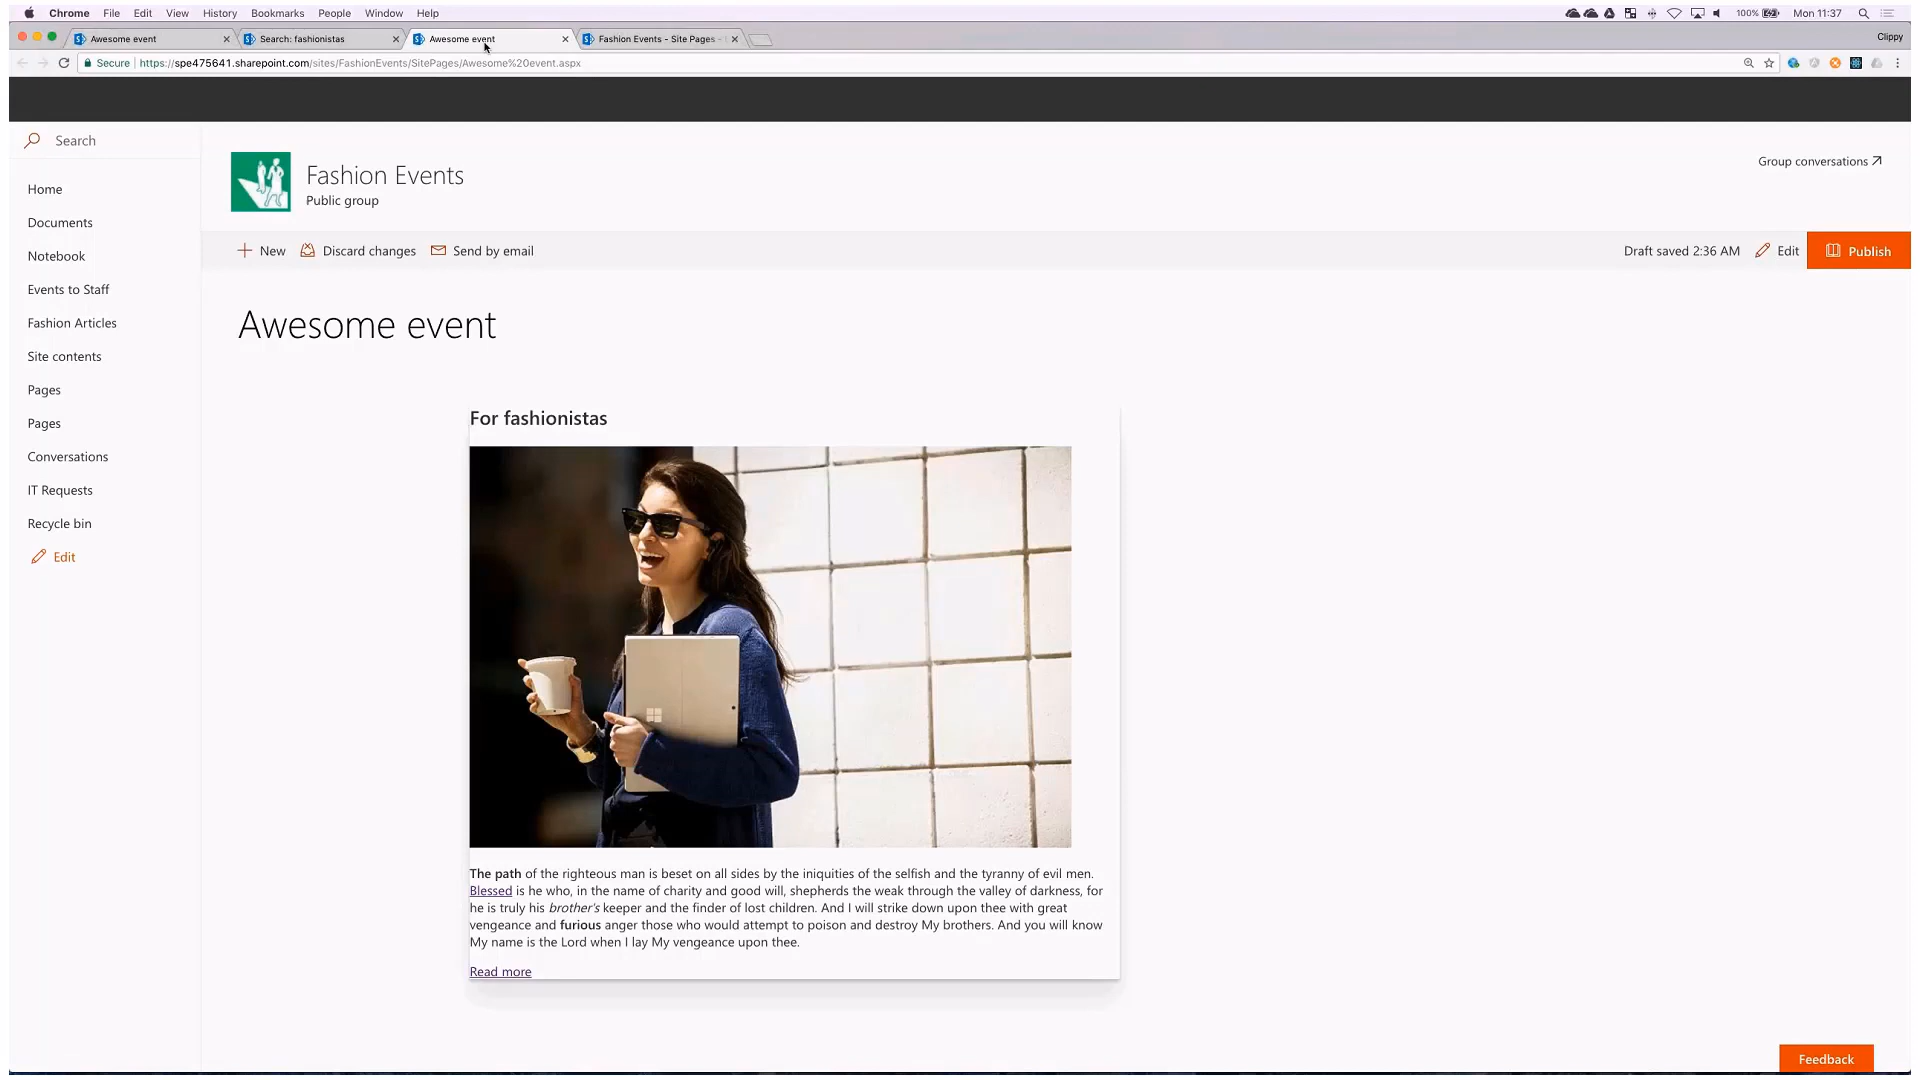 Chrome File Edit View History Bookmarks People Window Help
100% Mon 11:37
Awesome event
Search: fashionistas
Awesome event
Fashion Events - Site Pages -
Clippy
Secure https://spe475641.sharepoint.com/sites/FashionEvents/SitePages/Awesome%20event.aspx
Search
Home
Documents
Notebook
Events to Staff
Fashion Articles
Site contents
Pages
Pages
Conversations
IT Requests
Recycle bin
Edit
Fashion Events
Public group
Group conversations
New Discard changes Send by email
Draft saved 2:36 AM Edit Publish
Awesome event
For fashionistas
The path of the righteous man is beset on all sides by the iniquities of the selfish and the tyranny of evil men.
Blessed is he who, in the name of charity and good will, shepherds the weak through the valley of darkness, for
he is truly his brother's keeper and the finder of lost children. And I will strike down upon thee with great
vengeance and furious anger those who would attempt to poison and destroy My brothers. And you will know
My name is the Lord when I lay My vengeance upon thee.
Read more
Feedback